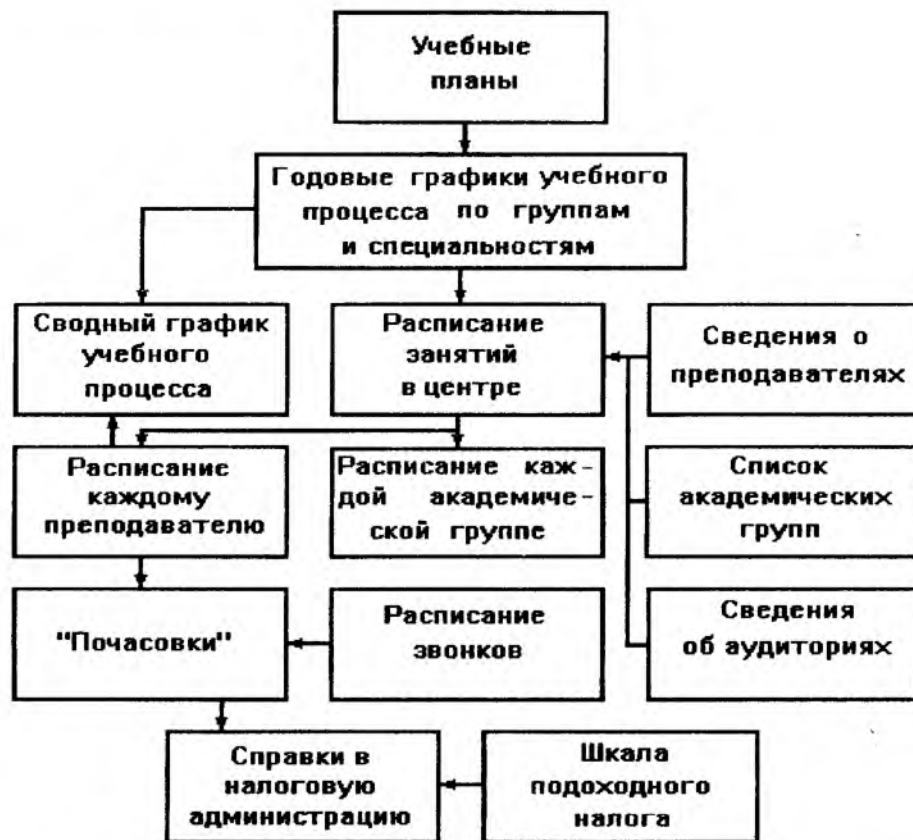 Учебные
планы
Годовые графики учебного
процесса по группам
и специальностям
Сводный график
учебного
процесса
Расписание
занятий
в центре
Сведения о
преподавателях
Расписание
каждому
преподавателю
Расписание каж-
дой академиче-
ской группе
Список
академических
групп
"Почасовки"
Расписание
звонков
Сведения
об аудиториях
Справки в
налоговую
администрацию
Шкала
подоходного
налога